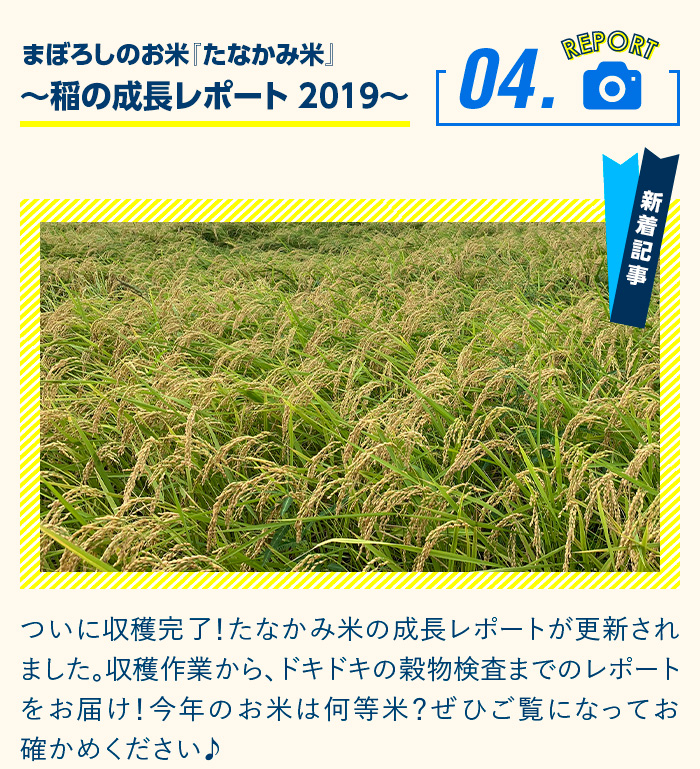 まぼろしのお米『たなかみ米』
～稲の成長レポート 2019～
04.
REPORT
新着記事
ついに収穫完了！たなかみ米の成長レポートが更新され
ました。収穫作業から、ドキドキの穀物検査までのレポート
をお届け！今年のお米は何等米？ぜひご覧になってお
確かめください♪